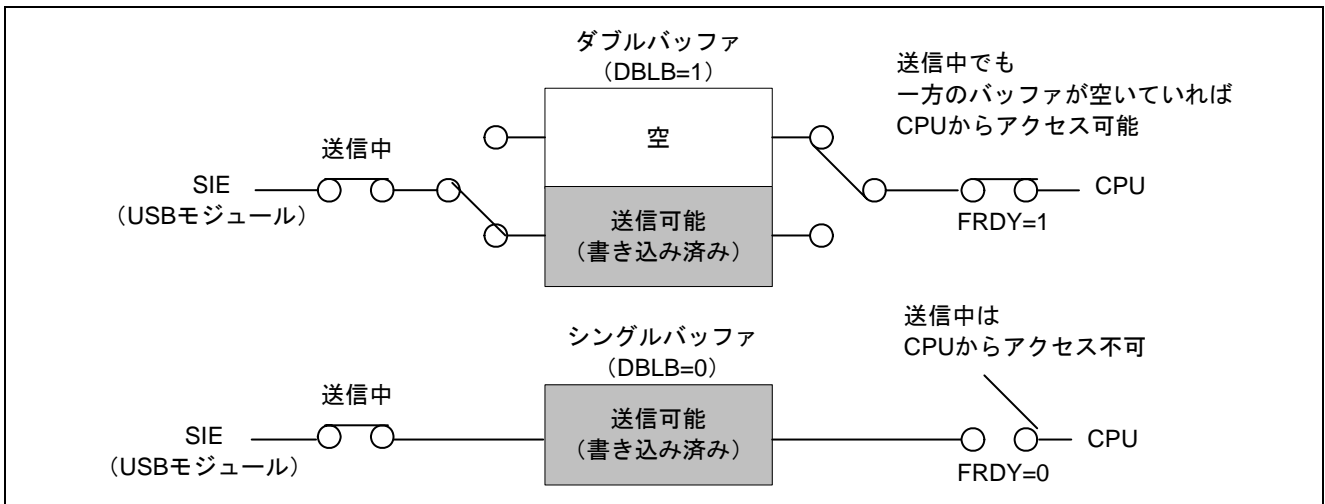 ダブルバッファ
(DBLB=1)
送信中でも
一方のバッファが空いていれば
CPUからアクセス可能
空
送信中
SIE
(USBモジュール)
CPU
送信可能
(書き込み済み)
FRDY=1
シングルバッファ
(DBLB=0)
送信中は
CPUからアクセス不可
送信中
送信可能
(書き込み済み)
SIE
(USBモジュール)
CPU
FRDY=0